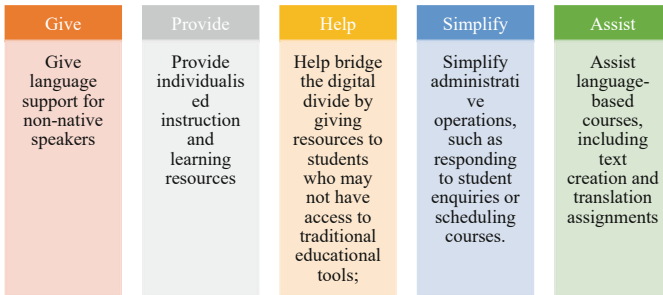 Give
Give
language
support for
non-native
speakers
Provide
Provide
individualis
ed
instruction
and
learning
resources
Help
Help bridge
the digital
divide by
giving
resources to
students
who may
not have
access to
traditional
educational
tools;
Simplify
Simplify
administrati
ve
operations,
such as
responding
to student
enquiries or
scheduling
courses.
Assist
Assist
language-
based
courses,
including
text
creation and
translation
assignments